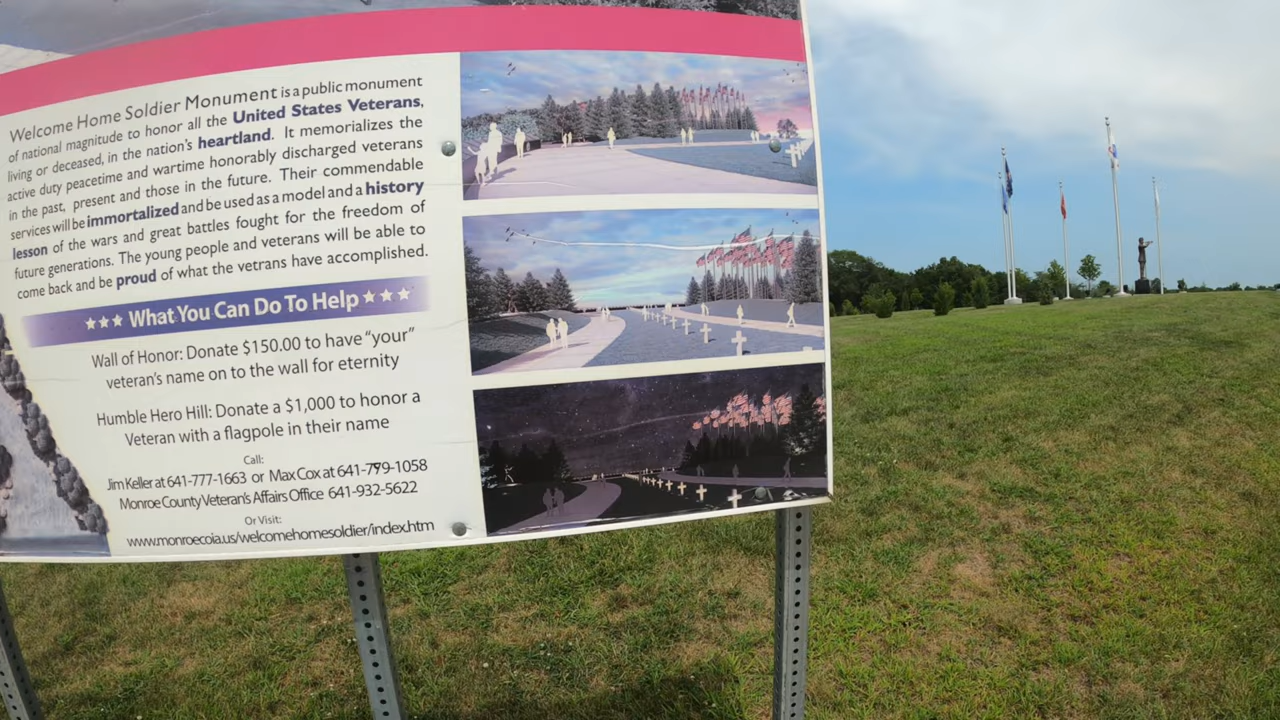 Welcome Home Soldier Monument is a public monument
of national magnitude to honor all the United States Veterans,
living or deceased, in the nation's heartland. It memorializes the
active duty peacetime and wartime honorably discharged veterans
in the past, present and those in the future. Their commendable
services will be immortalized and be used as a model and a history
lesson of the wars and great battles fought for the freedom of
future generations. The young people and veterans will be able to
come back and be proud of what the vetrans have accomplished.
★★★ What You Can Do To Help ★★★
Wall of Honor: Donate $150.00 to have "your"
veteran's name on to the wall for eternity
Humble Hero Hill: Donate a $1,000 to honor a
Veteran with a flagpole in their name
Call:
Jim Keller at 641-777-1663 or Max Cox at 641-799-1058
Monroe County Veteran's Affairs Office 641-932-5622
Or Visit:
www.monroecoia.us/welcomehomesoldier/index.htm